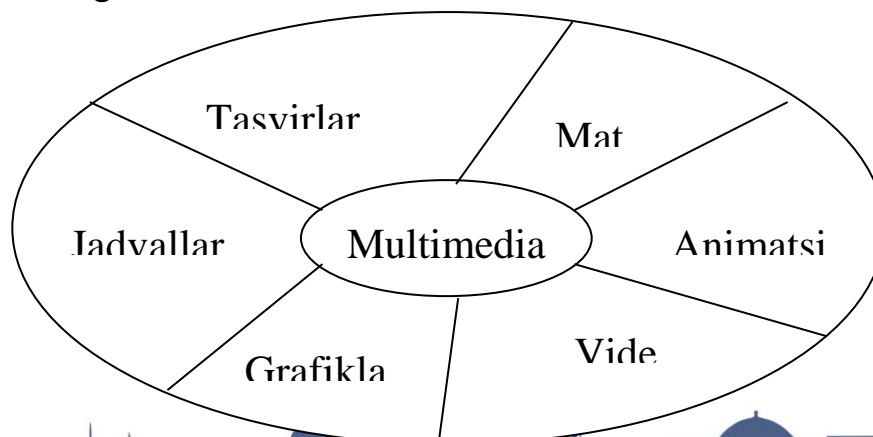 Tasvirlar
Mat
Jadvallar
Multimedia
Animatsi
Grafikla
Vide